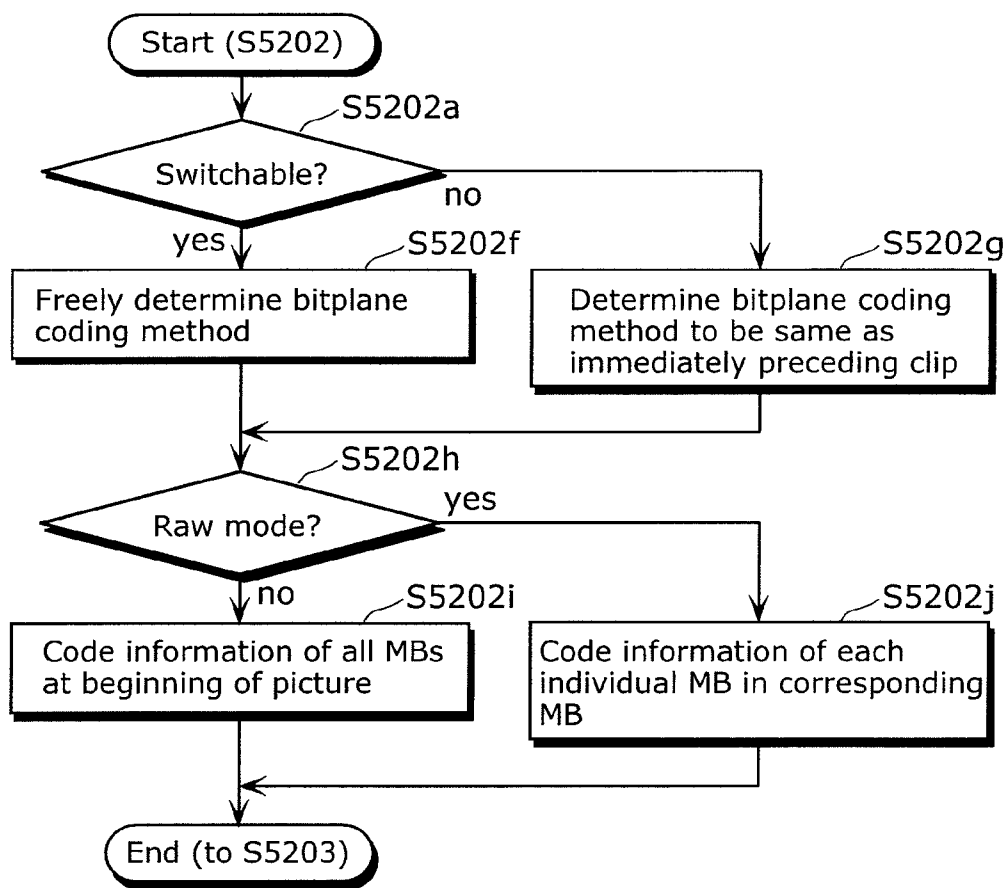 Start (S5202)
S5202a
Switchable?
no
yes
S5202f
S5202g
Freely determine bitplane
coding method
Determine bitplane coding
method to be same as
immediately preceding clip
S5202h
yes
Raw mode?
no
S5202i
S5202j
Code information of all MBs
at beginning of picture
Code information of each
individual MB in corresponding
MB
End (to S5203)